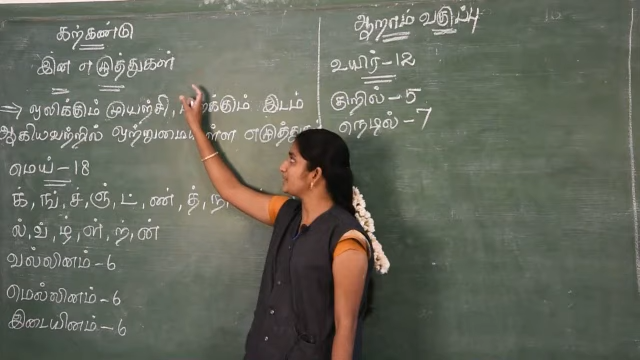 கற்கண்டு
இன எழுத்துகள்
⇒ ஒலிக்கும் முயற்சி, பிறக்கும் இடம்
ஆகியவற்றில் ஒற்றுமையுள்ள எழுத்து
மெய் - 18
க், ங், ச், ஞ், ட், ண், த், ந்,
ல், வ், ழ், ள், ற், ன்
வல்லினம் - 6
மெல்லினம் - 6
இடையினம் - 6
ஆறாம் வகுப்பு
உயிர் - 12
குறில் - 5
நெடில் - 7